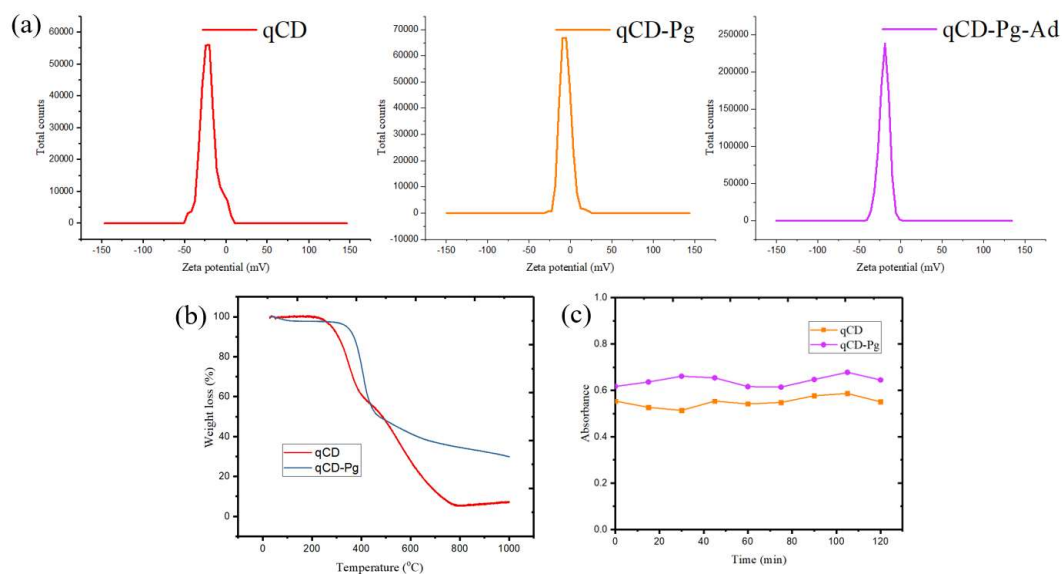 (a)
qCD
60000
50000
40000
30000
20000
10000
0
Total counts
-150 -100 -50 0 50 100 150
Zeta potential (mV)
qCD-Pg
70000
60000
50000
40000
30000
20000
10000
0
-10000
Total counts
-150 -100 -50 0 50 100 150
Zeta potential (mV)
qCD-Pg-Ad
250000
200000
150000
100000
50000
0
Total counts
-150 -100 -50 0 50 100 150
Zeta potential (mV)
(b)
100
80
60
40
20
0
Weight loss (%)
qCD
qCD-Pg
0 200 400 600 800 1000
Temperature (°C)
(c)
1.0
0.8
0.6
0.4
0.2
0.0
Absorbance
qCD
qCD-Pg
0 20 40 60 80 100 120
Time (min)